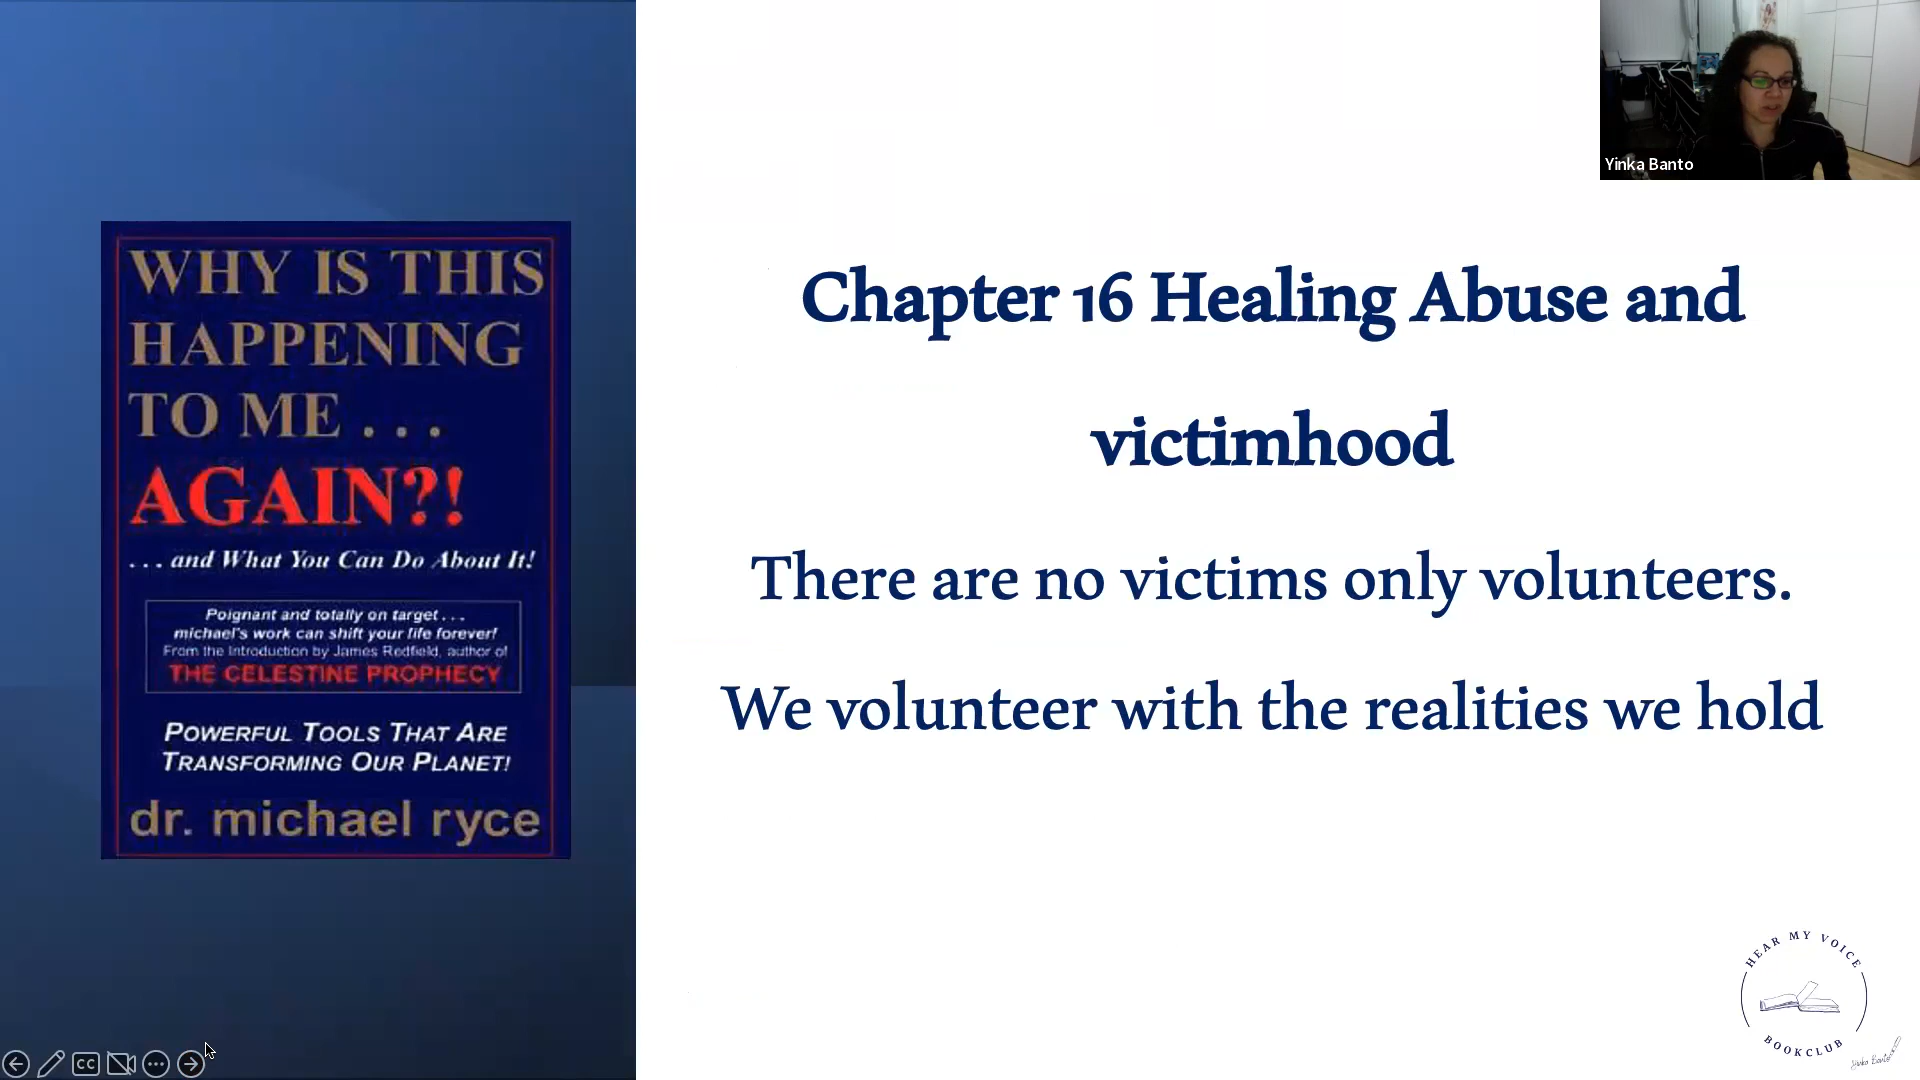 WHY IS THIS
HAPPENING
TO ME . . .
AGAIN?!
. . . and What You Can Do About It!
Poignant and totally on target . . .
michael's work can shift your life forever!
From the Introduction by James Redfield, author of
THE CELESTINE PROPHECY
POWERFUL TOOLS THAT ARE
TRANSFORMING OUR PLANET!
dr. michael ryce
CC
Yinka Banto
Chapter 16 Healing Abuse and
victimhood
There are no victims only volunteers.
We volunteer with the realities we hold
HEAR MY VOICE
BOOKCLUB
Yinka Banto